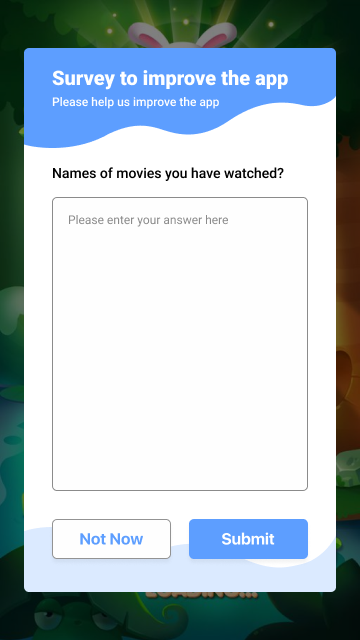 Survey to improve the app
Please help us improve the app
Names of movies you have watched?
Please enter your answer here
Not Now
Submit
LOADING...